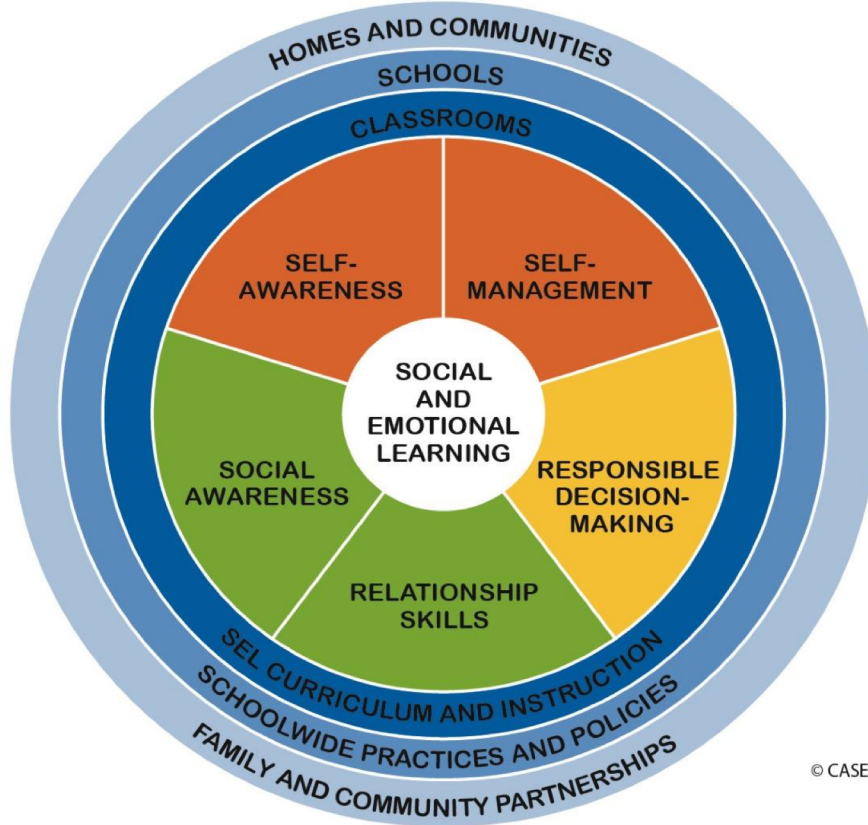 HOMES AND COMMUNITIES
SCHOOLS
CLASSROOMS
SELF-
AWARENESS
SELF-
MANAGEMENT
SOCIAL
AND
EMOTIONAL
LEARNING
SOCIAL
AWARENESS
RESPONSIBLE
DECISION-
MAKING
RELATIONSHIP
SKILLS
SEL CURRICULUM AND INSTRUCTION
SCHOOLWIDE PRACTICES AND POLICIES
FAMILY AND COMMUNITY PARTNERSHIPS
© CASE